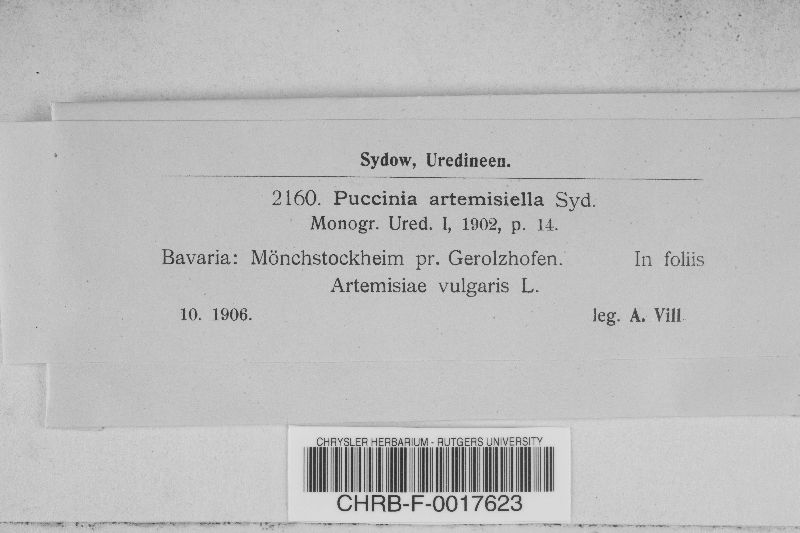 Sydow, Uredineen.
2160. Puccinia artemisiella Syd.
Monogr. Ured. I, 1902, p. 14.
Bavaria: Mönchstockheim pr. Gerolzhofen. In foliis
Artemisiae vulgaris L.
10. 1906. leg. A. Vill.
CHRYSLER HERBARIUM - RUTGERS UNIVERSITY
CHRB-F-0017623